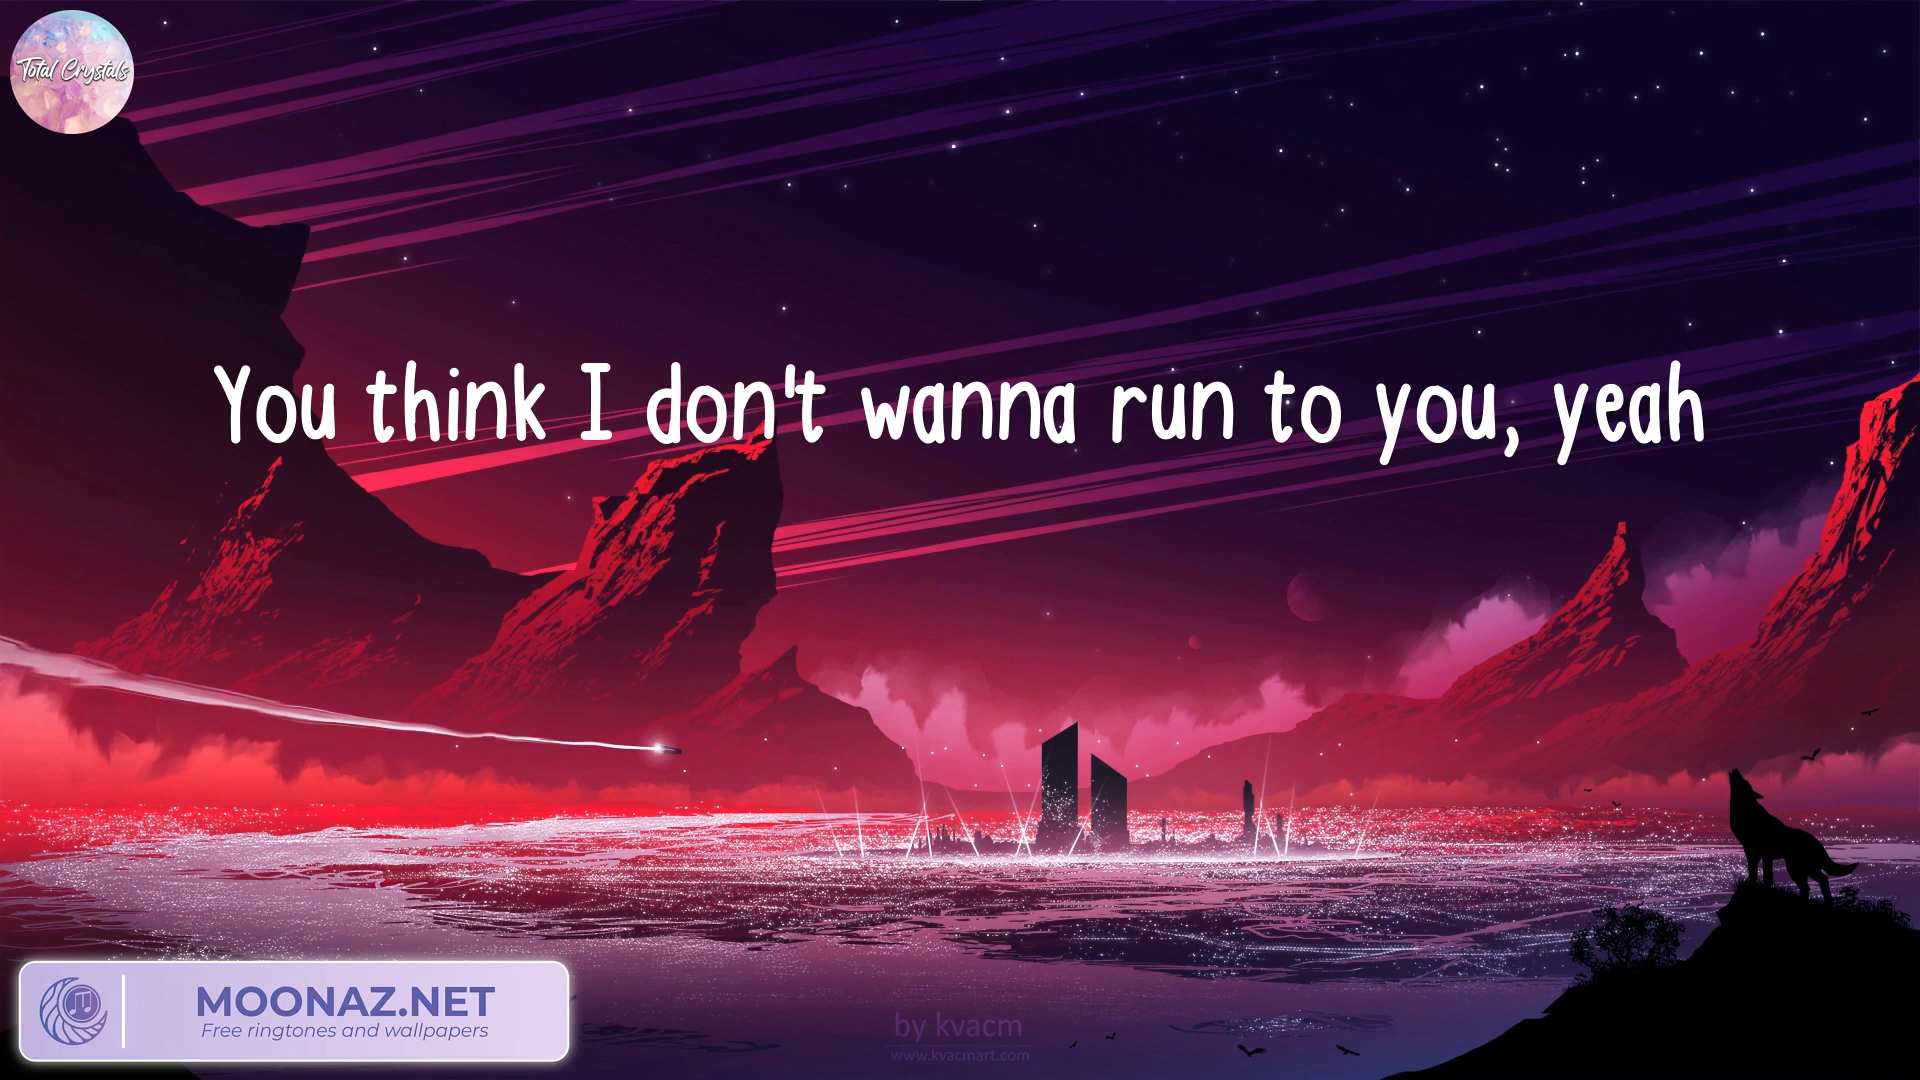 Total Crystals
You think I don't wanna run to you, yeah
MOONAZ.NET
Free ringtones and wallpapers
by kvacm
www.kvacmart.com